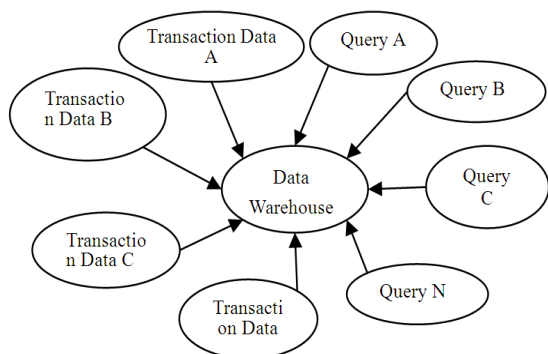 Transaction Data
A
Query A
Transactio
n Data B
Query B
Data
Warehouse
Query
C
Transactio
n Data C
Query N
Transacti
on Data